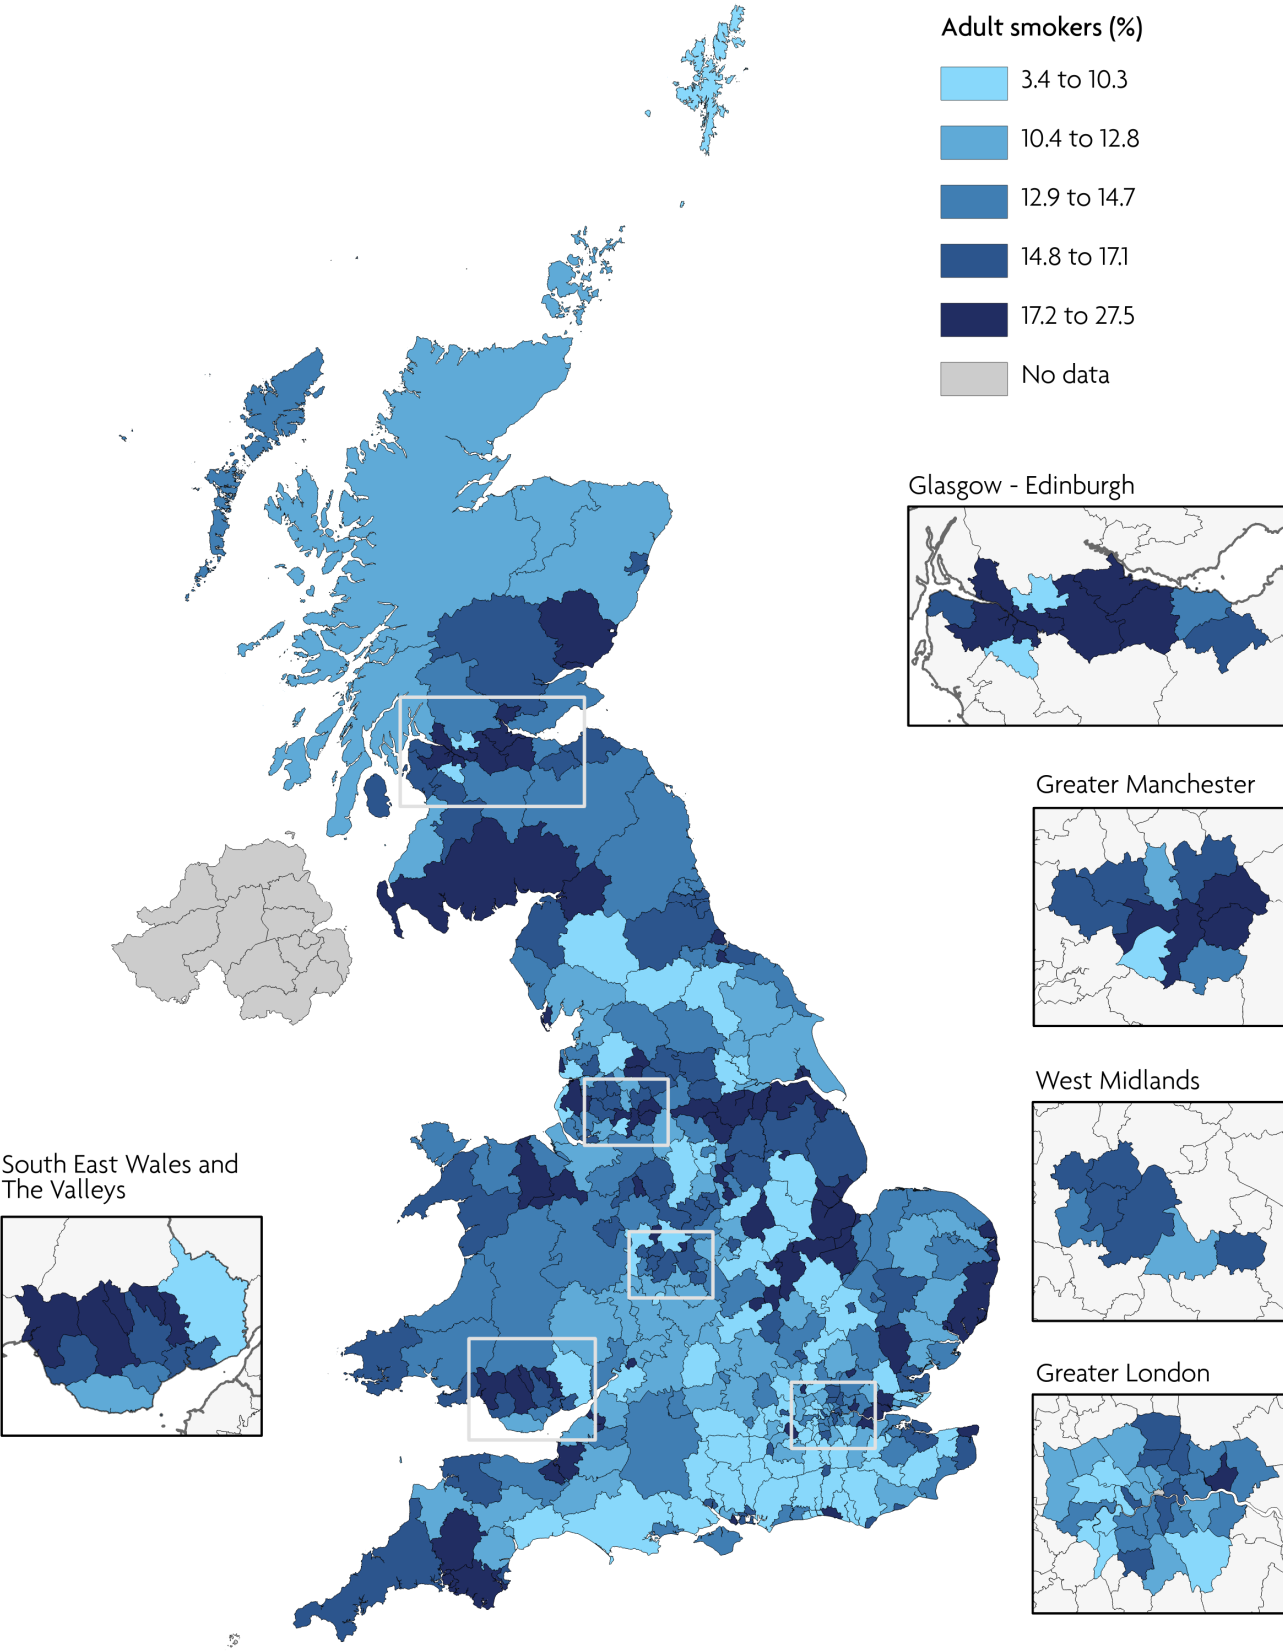 Adult smokers (%)
3.4 to 10.3
10.4 to 12.8
12.9 to 14.7
14.8 to 17.1
17.2 to 27.5
No data
Glasgow - Edinburgh
Greater Manchester
West Midlands
South East Wales and
The Valleys
Greater London